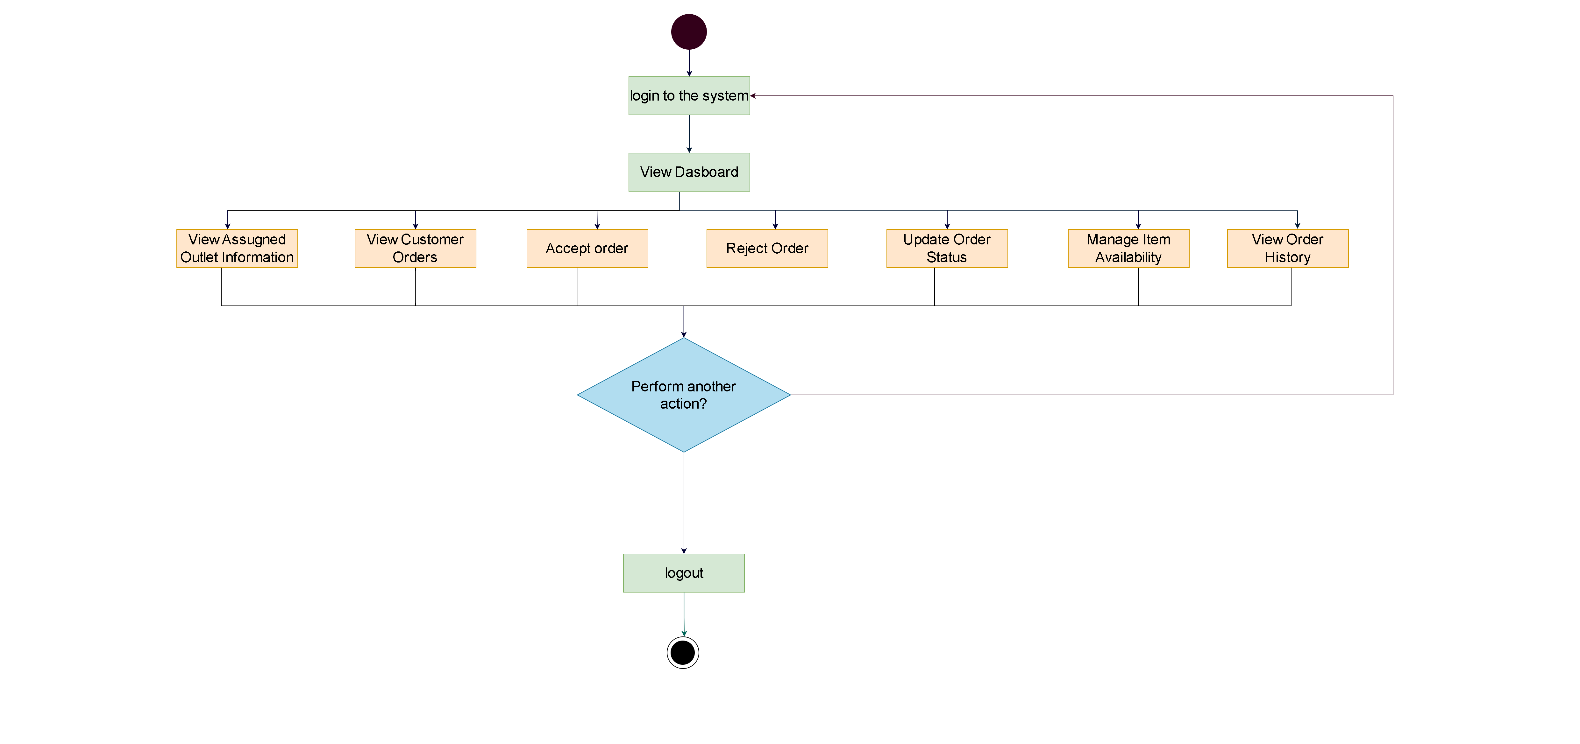 login to the system
View Dasboard
View Assugned
Outlet Information
View Customer
Orders
Accept order
Reject Order
Update Order
Status
Manage Item
Availability
View Order
History
Perform another
action?
logout